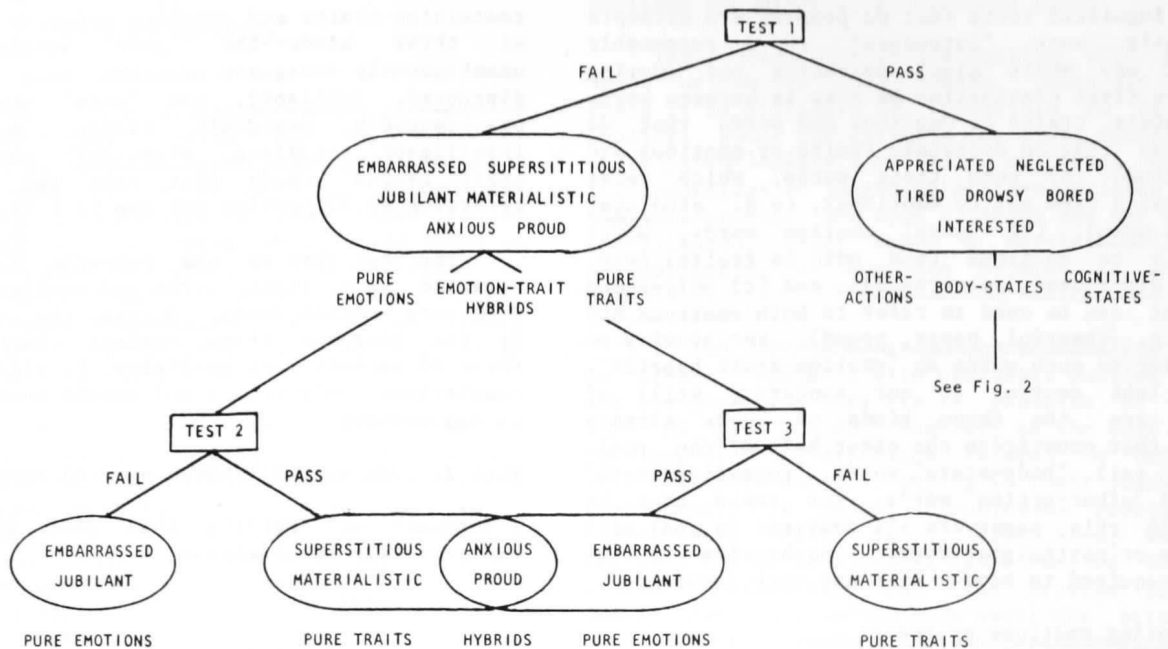 TEST 1
FAIL PASS
EMBARRASSED SUPERSTITIOUS
JUBILANT MATERIALISTIC
ANXIOUS PROUD
APPRECIATED NEGLECTED
TIRED DROWSY BORED
INTERESTED
PURE EMOTIONS
EMOTION-TRAIT HYBRIDS
PURE TRAITS
OTHER-ACTIONS
BODY-STATES
COGNITIVE-STATES
See Fig. 2
TEST 2
TEST 3
FAIL PASS PASS FAIL
EMBARRASSED
JUBILANT
SUPERSTITIOUS
MATERIALISTIC
ANXIOUS
PROUD
EMBARRASSED
JUBILANT
SUPERSTITIOUS
MATERIALISTIC
PURE EMOTIONS PURE TRAITS HYBRIDS PURE EMOTIONS PURE TRAITS